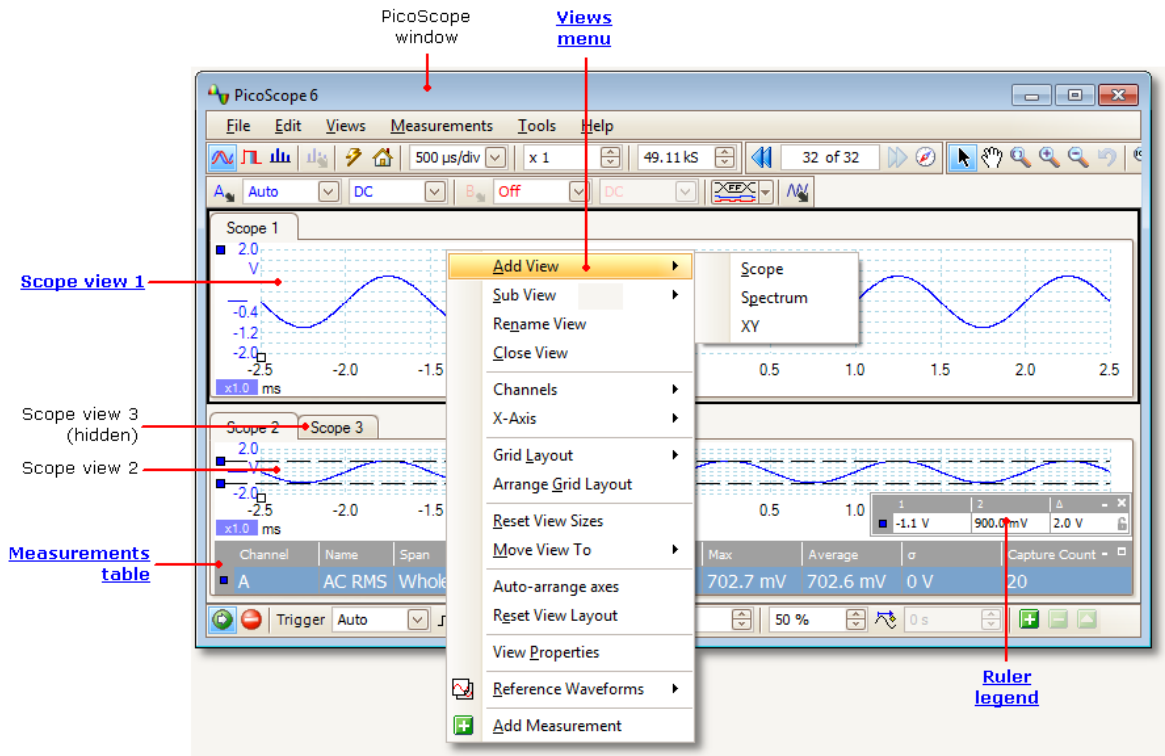 PicoScope
window
Views
menu
PicoScope 6
File Edit Views Measurements Tools Help
500 µs/div x 1 49.11 kS 32 of 32
A Auto DC B Off DC
Scope 1
2.0
V
-0.4
-1.2
-2.0
-2.5 -2.0 -1.5 0.5 1.0 1.5 2.0 2.5
x1.0 ms
Scope view 1
Add View
Sub View
Rename View
Close View
Channels
X-Axis
Grid Layout
Arrange Grid Layout
Reset View Sizes
Move View To
Auto-arrange axes
Reset View Layout
View Properties
Reference Waveforms
Add Measurement
Scope
Spectrum
XY
Scope view 3
(hidden)
Scope view 2
Scope 2 Scope 3
2.0
V
-2.0
-2.5 -2.0 -1.5 0.5 1.0
x1.0 ms
1 2 Δ
-1.1 V 900.0 mV 2.0 V
Measurements
table
Channel Name Span Max Average σ Capture Count
A AC RMS Whole 702.7 mV 702.6 mV 0 V 20
Trigger Auto 50 % 0 s
Ruler
legend